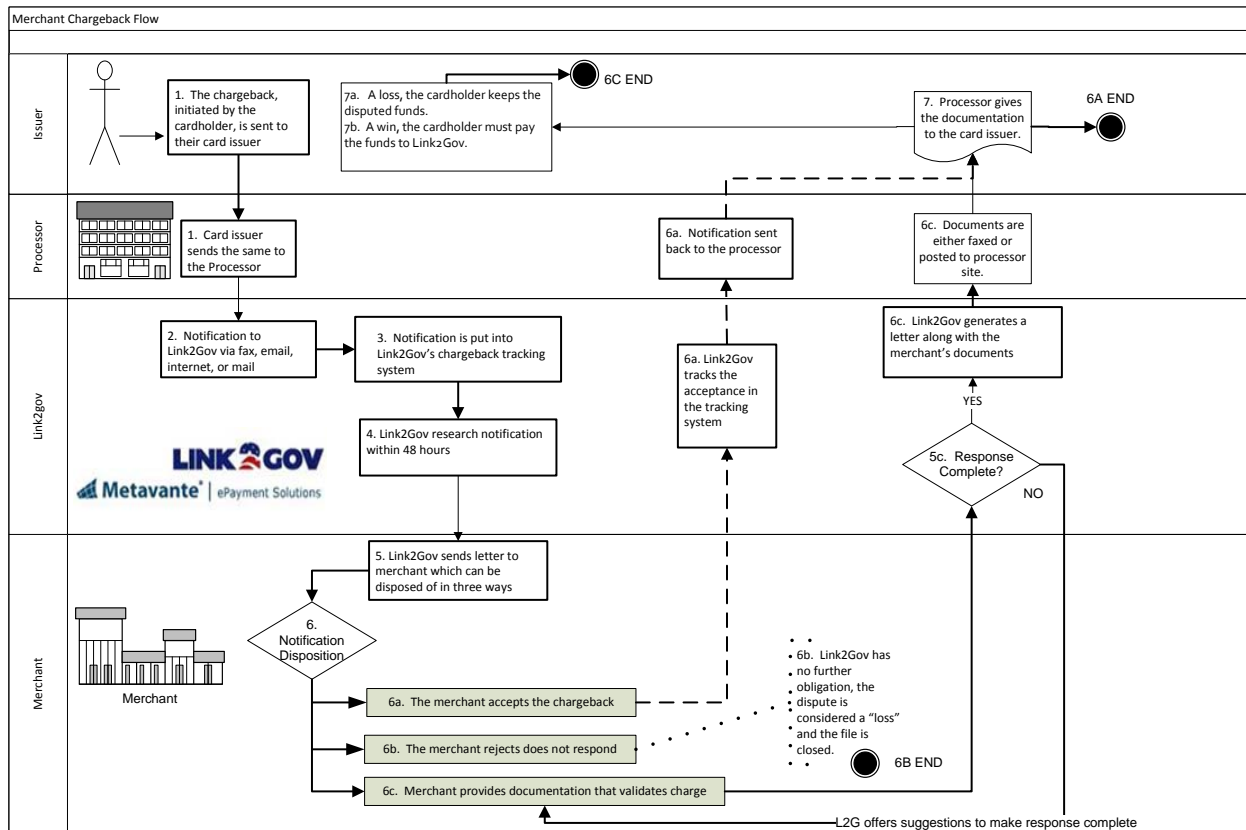 Merchant Chargeback Flow
Issuer
1. The chargeback,
initiated by the
cardholder, is sent to
their card issuer
7a. A loss, the cardholder keeps the
disputed funds.
7b. A win, the cardholder must pay
the funds to Link2Gov.
6C END
7. Processor gives
the documentation
to the card issuer.
6A END
Processor
1. Card issuer
sends the same to
the Processor
6a. Notification sent
back to the processor
6c. Documents are
either faxed or
posted to processor
site.
Link2gov
2. Notification to
Link2Gov via fax, email,
internet, or mail
3. Notification is put into
Link2Gov's chargeback tracking
system
4. Link2Gov research notification
within 48 hours
6a. Link2Gov
tracks the
acceptance in
the tracking
system
6c. Link2Gov generates a
letter along with the
merchant's documents
YES
5c. Response
Complete?
NO
LINK2GOV
Metavante® | ePayment Solutions
Merchant
5. Link2Gov sends letter to
merchant which can be
disposed of in three ways
6.
Notification
Disposition
Merchant
6a. The merchant accepts the chargeback
6b. The merchant rejects does not respond
6c. Merchant provides documentation that validates charge
6b. Link2Gov has
no further
obligation, the
dispute is
considered a "loss"
and the file is
closed.
6B END
L2G offers suggestions to make response complete